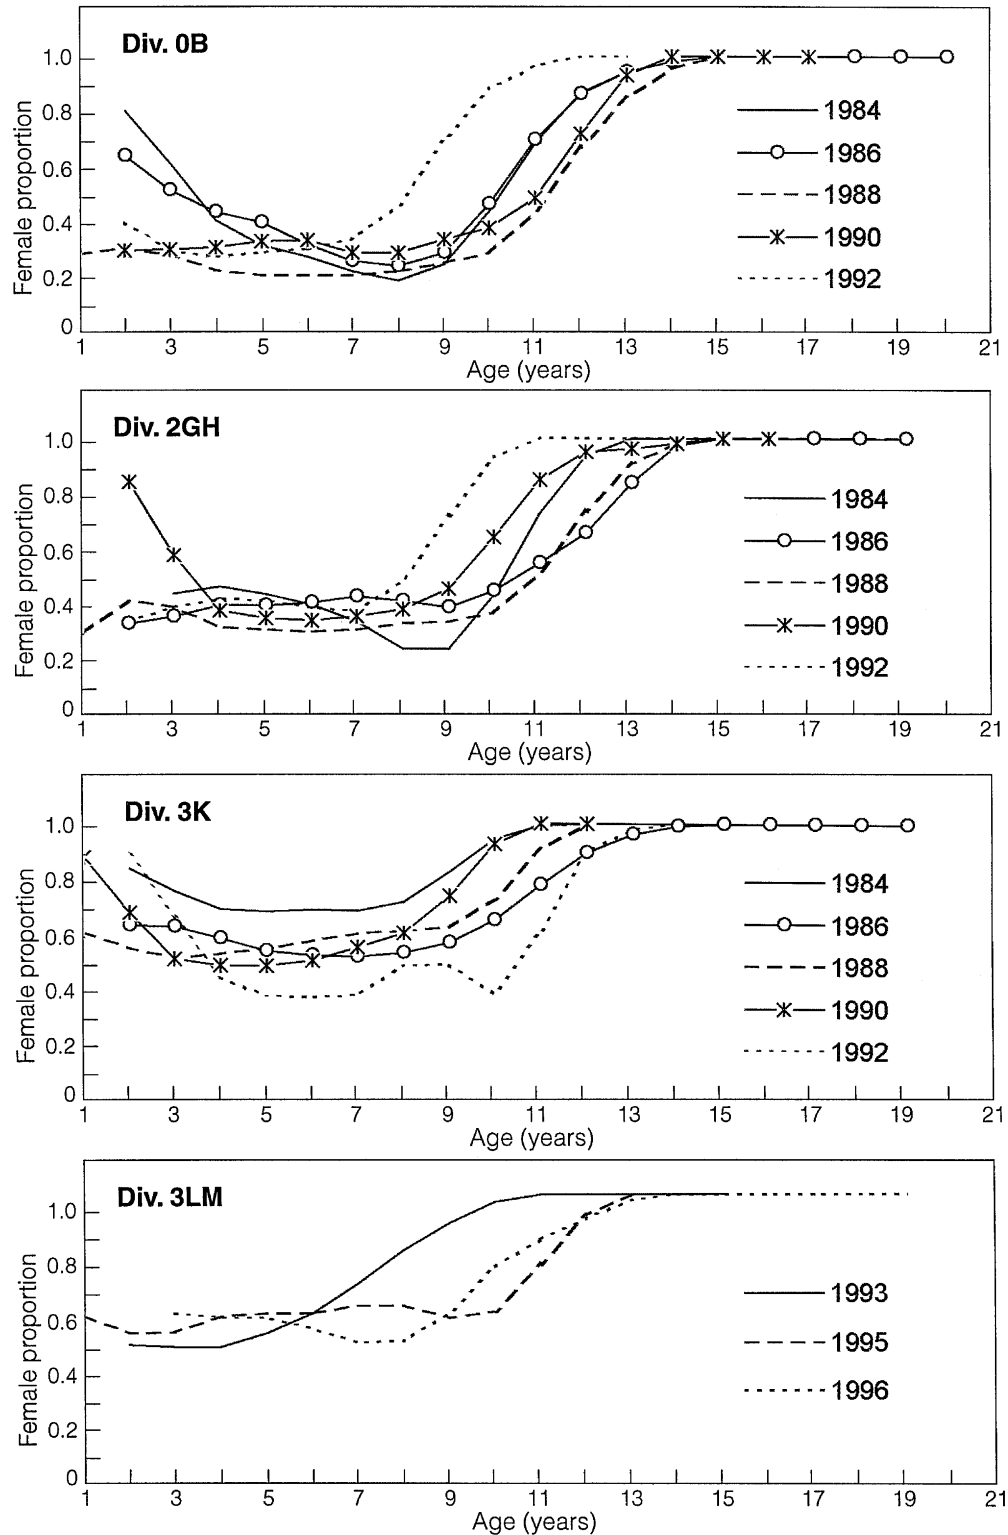 Div. 0B
Female proportion
1.0
0.8
0.6
0.4
0.2
0
1984
1986
1988
1990
1992
1 3 5 7 9 11 13 15 17 19 21
Age (years)
Div. 2GH
Female proportion
1.0
0.8
0.6
0.4
0.2
0
1984
1986
1988
1990
1992
1 3 5 7 9 11 13 15 17 19 21
Age (years)
Div. 3K
Female proportion
1.0
0.8
0.6
0.4
0.2
0
1984
1986
1988
1990
1992
1 3 5 7 9 11 13 15 17 19 21
Age (years)
Div. 3LM
Female proportion
1.0
0.8
0.6
0.4
0.2
0
1993
1995
1996
1 3 5 7 9 11 13 15 17 19 21
Age (years)